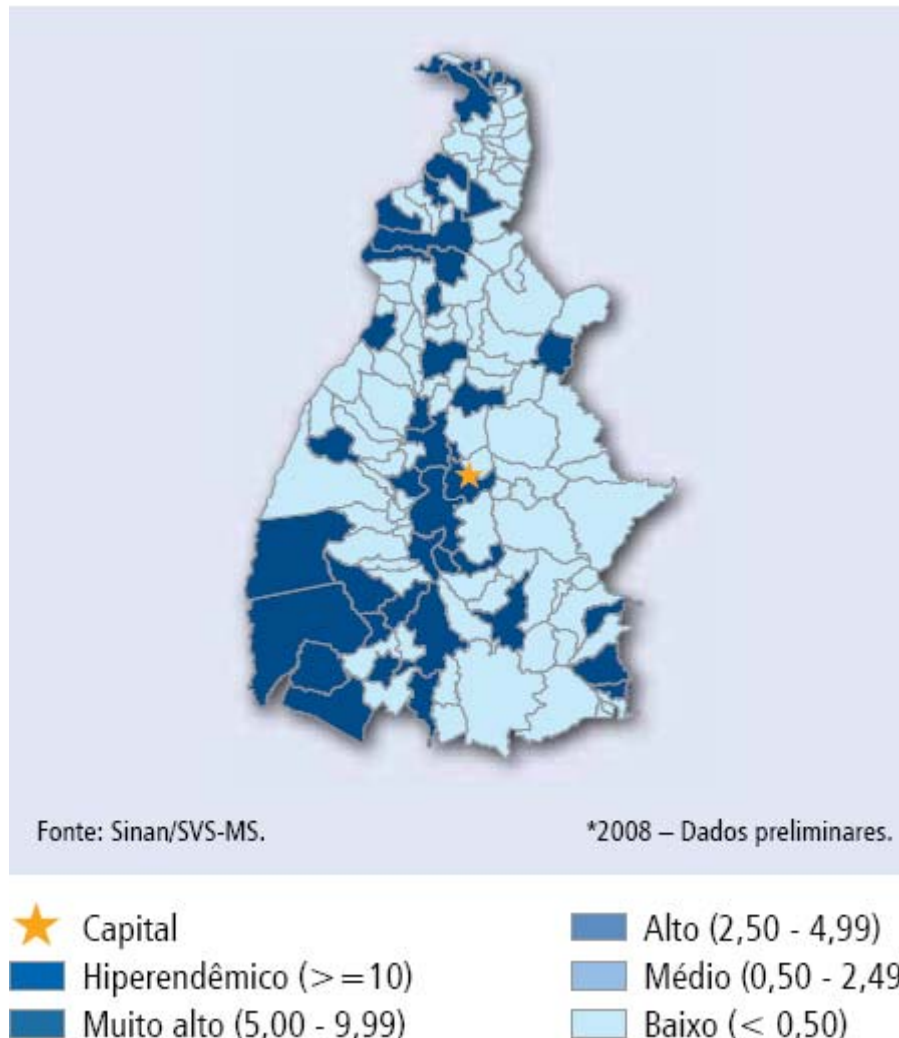 Fonte: Sinan/SVS-MS.
*2008 – Dados preliminares.
Capital
Hiperendêmico (>=10)
Muito alto (5,00 - 9,99)
Alto (2,50 - 4,99)
Médio (0,50 - 2,49
Baixo (< 0,50)